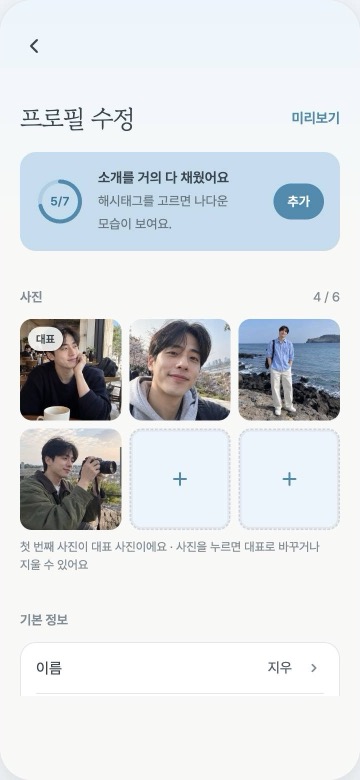 프로필 수정
미리보기
5/7
소개를 거의 다 채웠어요
해시태그를 고르면 나다운
모습이 보여요.
추가
사진
4 / 6
대표
첫 번째 사진이 대표 사진이에요 · 사진을 누르면 대표로 바꾸거나
지울 수 있어요
기본 정보
이름
지우